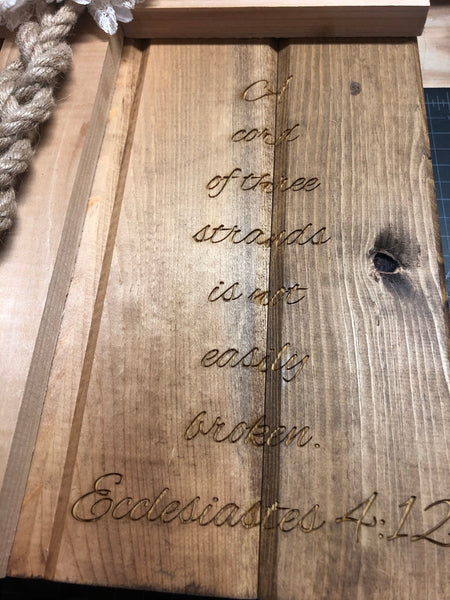 A
cord
of three
strands
is not
easily
broken.
Ecclesiastes 4:12